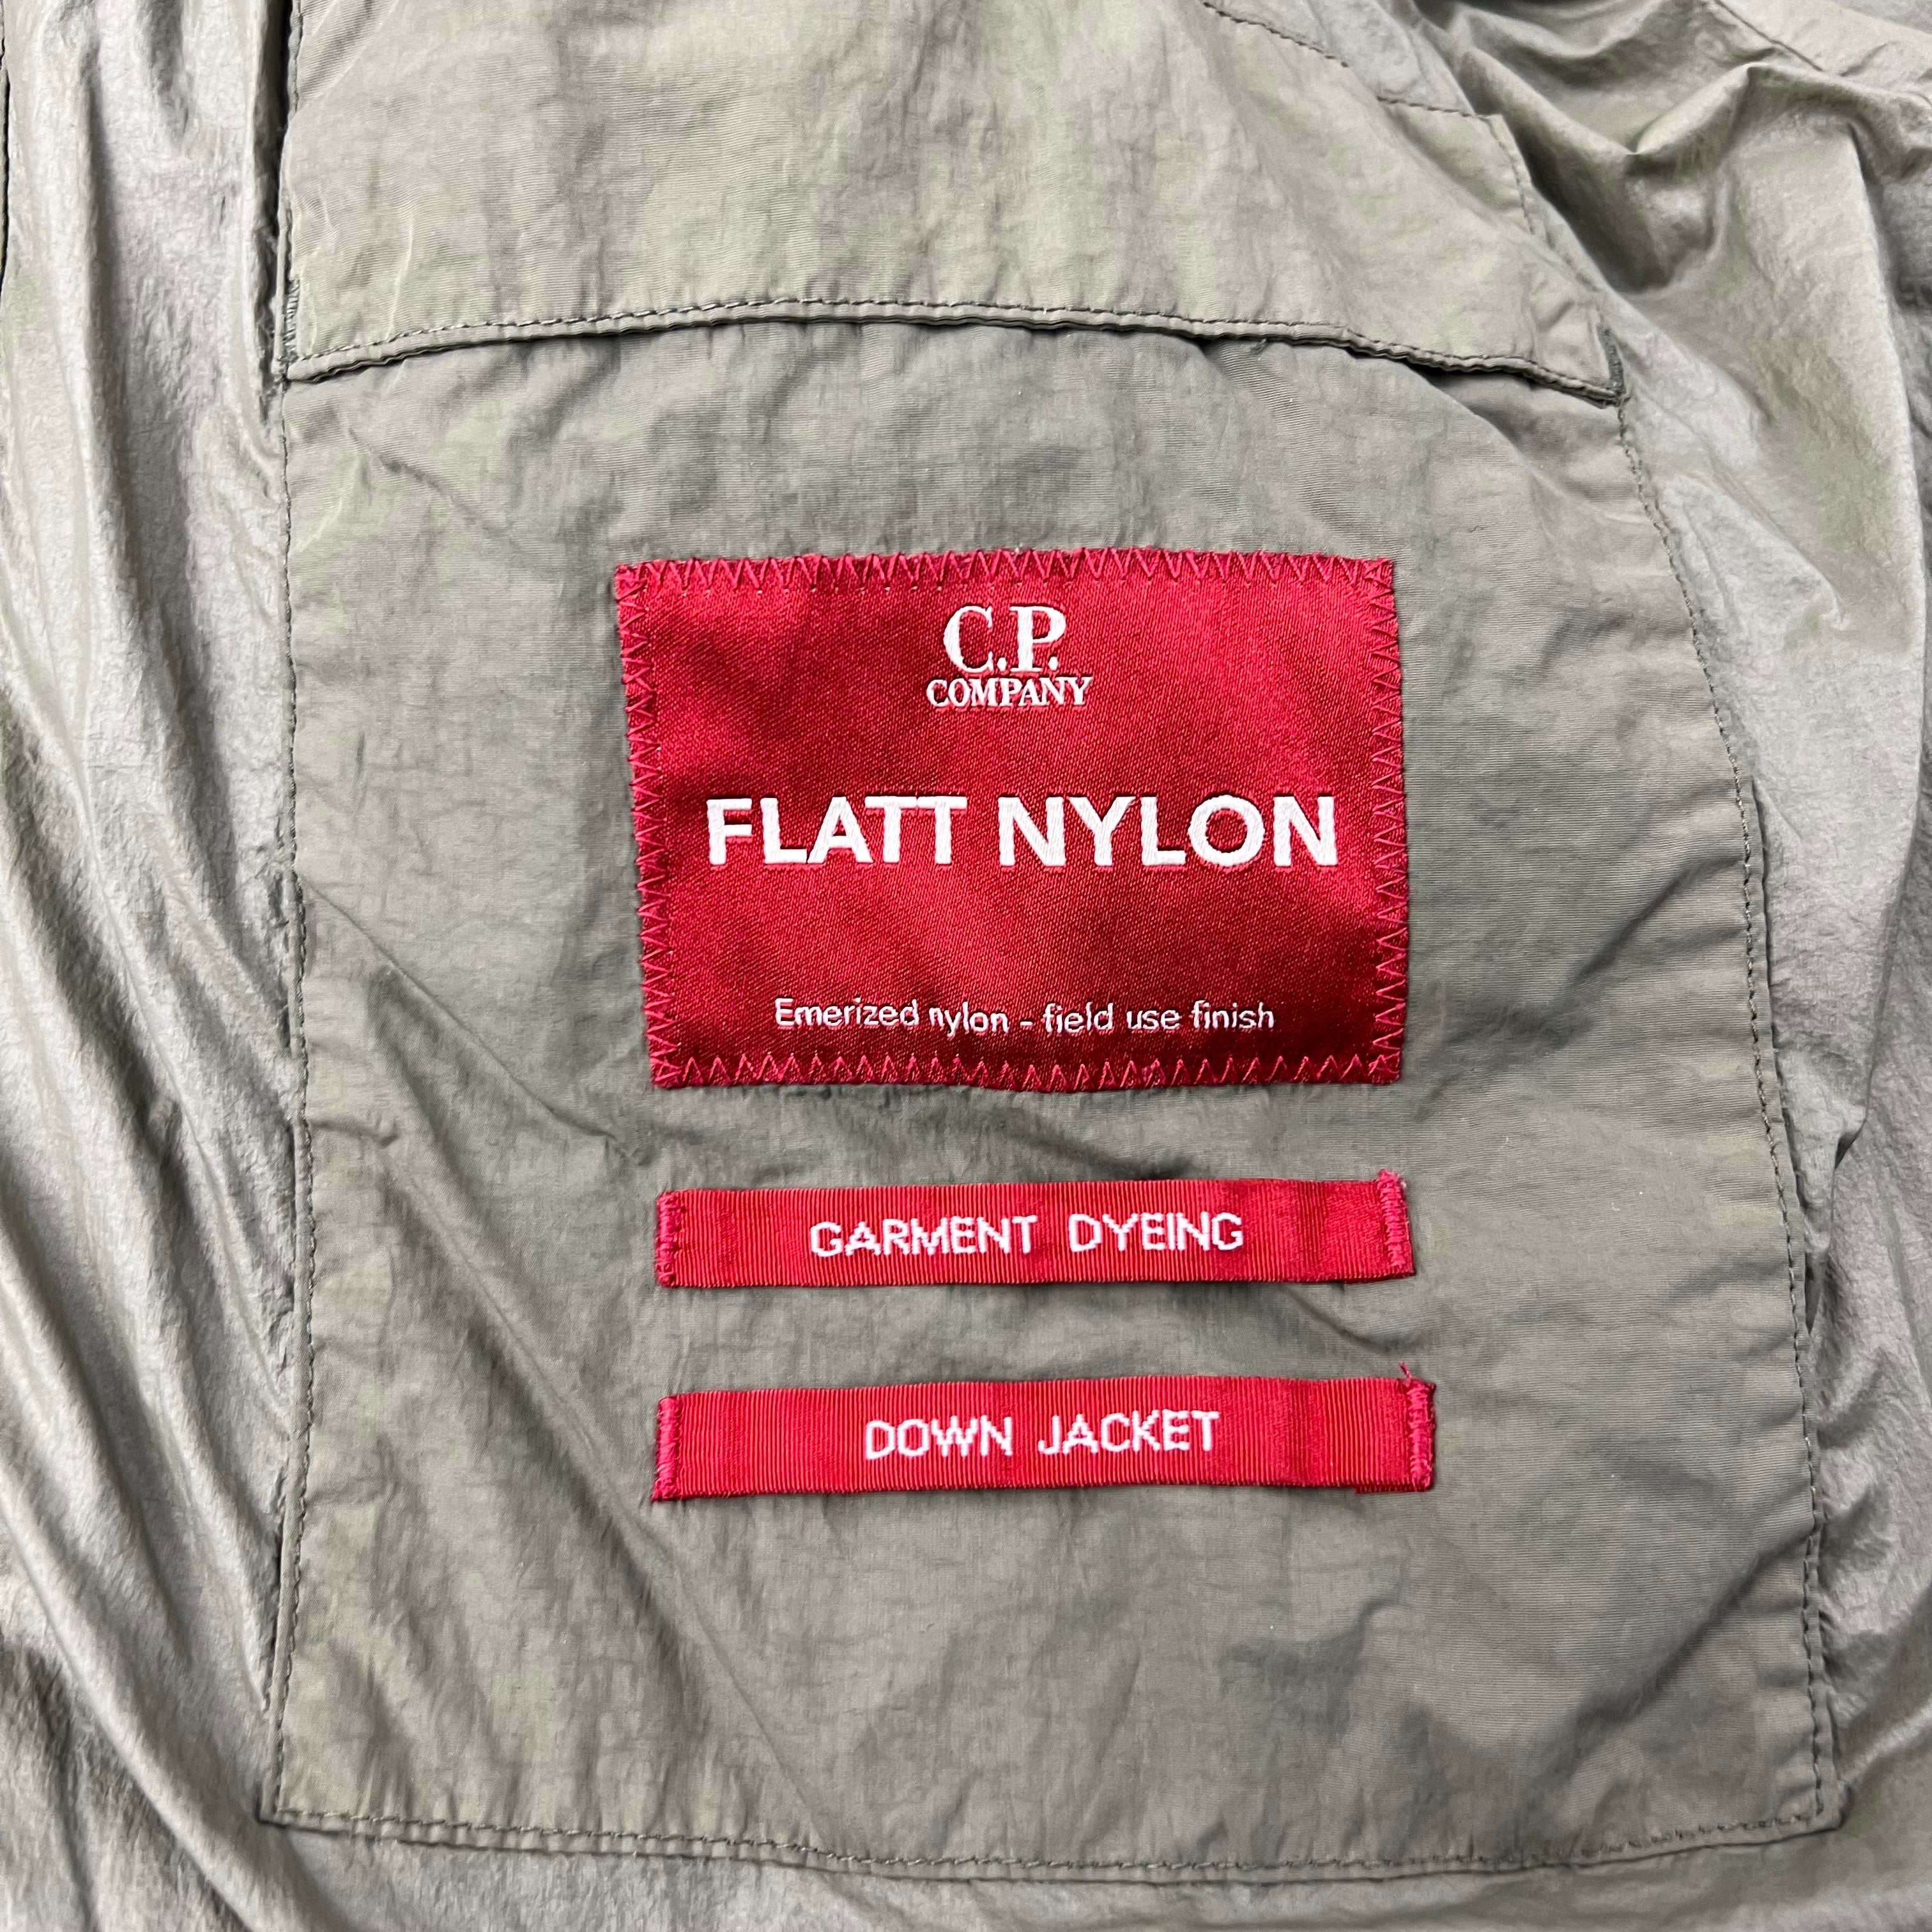 C.P.
COMPANY
FLATT NYLON
Emerized nylon - field use finish
GARMENT DYEING
DOWN JACKET